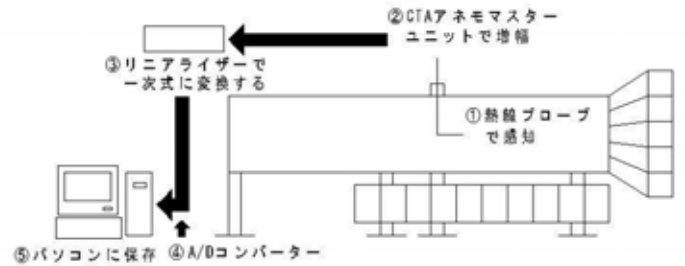 ②CTAアネモマスター
ユニットで増幅
③リニアライザーで
一次式に変換する
①熱線プローブ
で感知
⑤パソコンに保存
④A/Dコンバーター